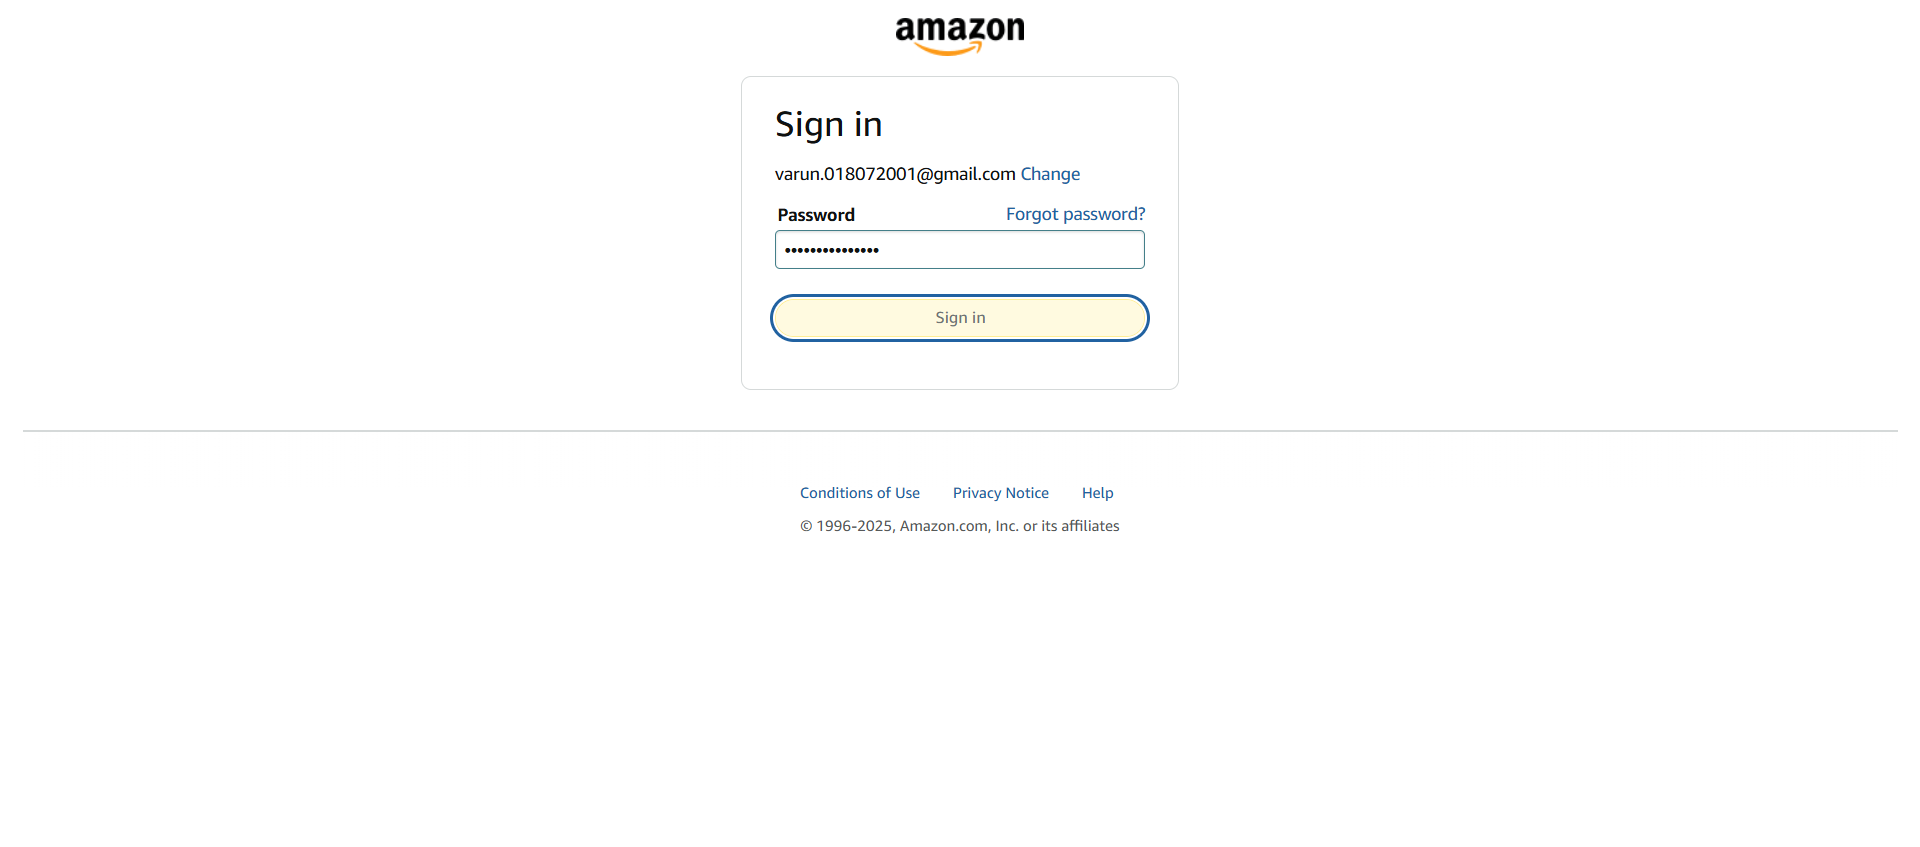 amazon
Sign in
varun.018072001@gmail.com Change
Password Forgot password?
•••••••••••••••
Sign in
Conditions of Use Privacy Notice Help
© 1996-2025, Amazon.com, Inc. or its affiliates